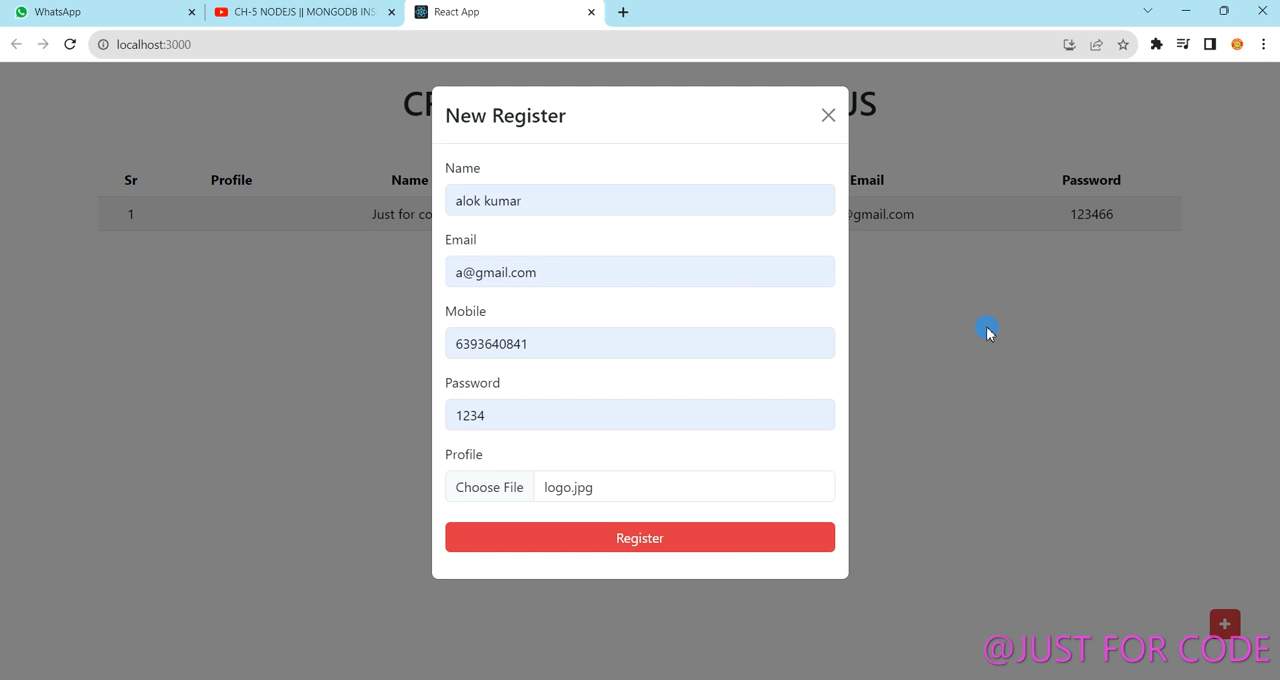 WhatsApp
CH-5 NODEJS || MONGODB INS
React App
localhost:3000
New Register
Sr Profile Name Email Password
1 Just for @gmail.com 123466
Name
alok kumar
Email
a@gmail.com
Mobile
6393640841
Password
1234
Profile
Choose File logo.jpg
Register
+
@JUST FOR CODE